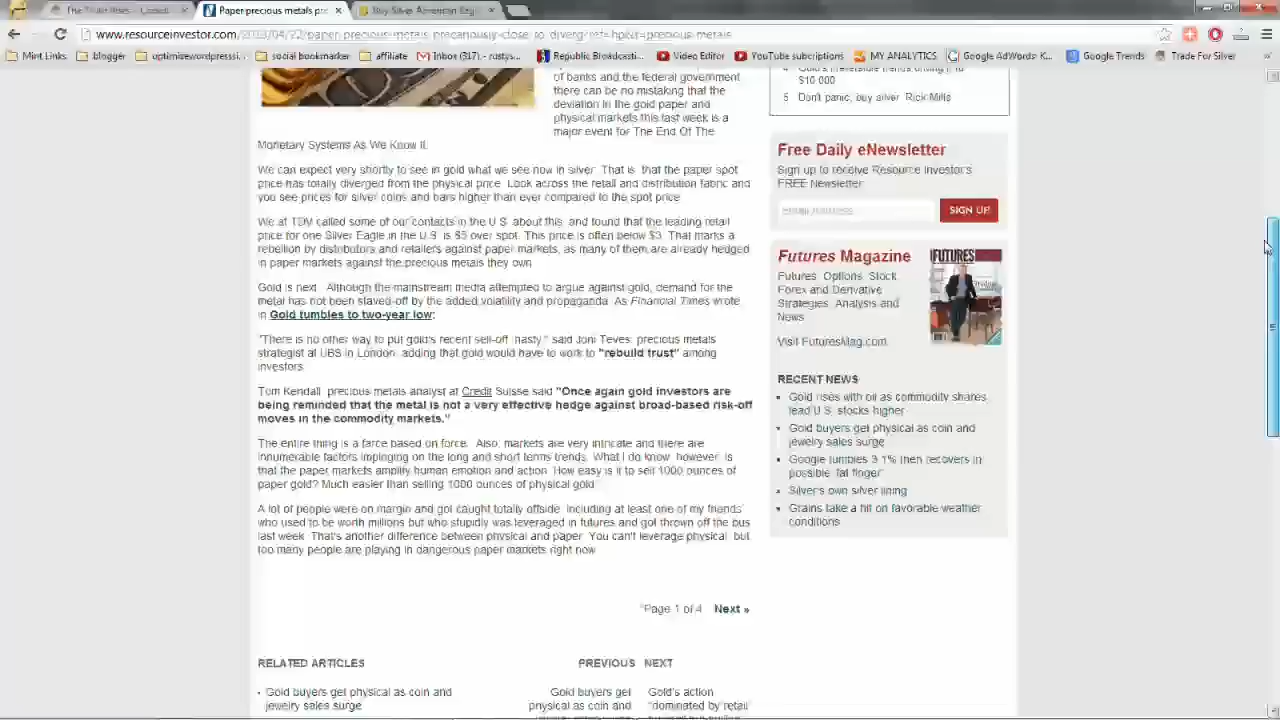 Paper precious metals pr
Buy Silver American Eagl
www.resourceinvestor.com/2013/04/22/paper-precious-metals-precariously-close-to-diverg
Mint Links
blogger
optimizewordpressi...
social bookmarker
affiliate
Inbox (817) - rustys...
Republic Broadcasti...
Video Editor
YouTube subcriptions
MY ANALYTICS
Google AdWords K...
Google Trends
Trade For Silver
of banks and the federal government
there can be no mistaking that the
deviation in the gold paper and
physical markets this last week is a
major event for The End Of The
Monetary Systems As We Know It.
We can expect very shortly to see in gold what we see now in silver. That is, that the paper spot
price has totally diverged from the physical price. Look across the retail and distribution fabric and
you see prices for silver coins and bars higher than ever compared to the spot price.
We at TDM called some of our contacts in the U.S. about this, and found that the leading retail
price for one Silver Eagle in the U.S. is $5 over spot. This price is often below $3. That marks a
rebellion by distributors and retailers against paper markets, as many of them are already hedged
in paper markets against the precious metals they own.
Gold is next. Although the mainstream media attempted to argue against gold, demand for the
metal has not been staved-off by the added volatility and propaganda. As Financial Times wrote
in Gold tumbles to two-year low:
"There is no other way to put gold's recent sell-off: nasty," said Joni Teves, precious metals
strategist at UBS in London, adding that gold would have to work to "rebuild trust" among
investors.
Tom Kendall, precious metals analyst at Credit Suisse said "Once again gold investors are
being reminded that the metal is not a very effective hedge against broad-based risk-off
moves in the commodity markets."
The entire thing is a farce based on force. Also, markets are very intricate and there are
innumerable factors impinging on the long and short terms trends. What I do know, however, is
that the paper markets amplify human emotion and action. How easy is it to sell 1000 ounces of
paper gold? Much easier than selling 1000 ounces of physical gold.
A lot of people were on margin and got caught totally offside, including at least one of my friends
who used to be worth millions but who stupidly was leveraged in futures and got thrown off the bus
last week. That's another difference between physical and paper. You can't leverage physical, but
too many people are playing in dangerous paper markets right now.
Page 1 of 4 Next »
RELATED ARTICLES
Gold buyers get physical as coin and
jewelry sales surge
PREVIOUS
Gold buyers get
physical as coin and
NEXT
Gold's action
"dominated by retail
$10,000
5 Don't panic, buy silver: Rick Mills
Free Daily eNewsletter
Sign up to receive Resource Investor's
FREE Newsletter
Email Address
SIGN UP
Futures Magazine
FUTURES
Futures, Options, Stock,
Forex and Derivative
Strategies, Analysis and
News
Visit FuturesMag.com
RECENT NEWS
Gold rises with oil as commodity shares
lead U.S. stocks higher
Gold buyers get physical as coin and
jewelry sales surge
Google tumbles 3.1% then recovers in
possible 'fat finger'
Silver's own silver lining
Grains take a hit on favorable weather
conditions